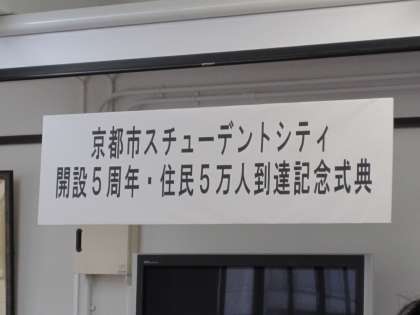 京都市スチューデントシティ
開設5周年・住民5万人到達記念式典